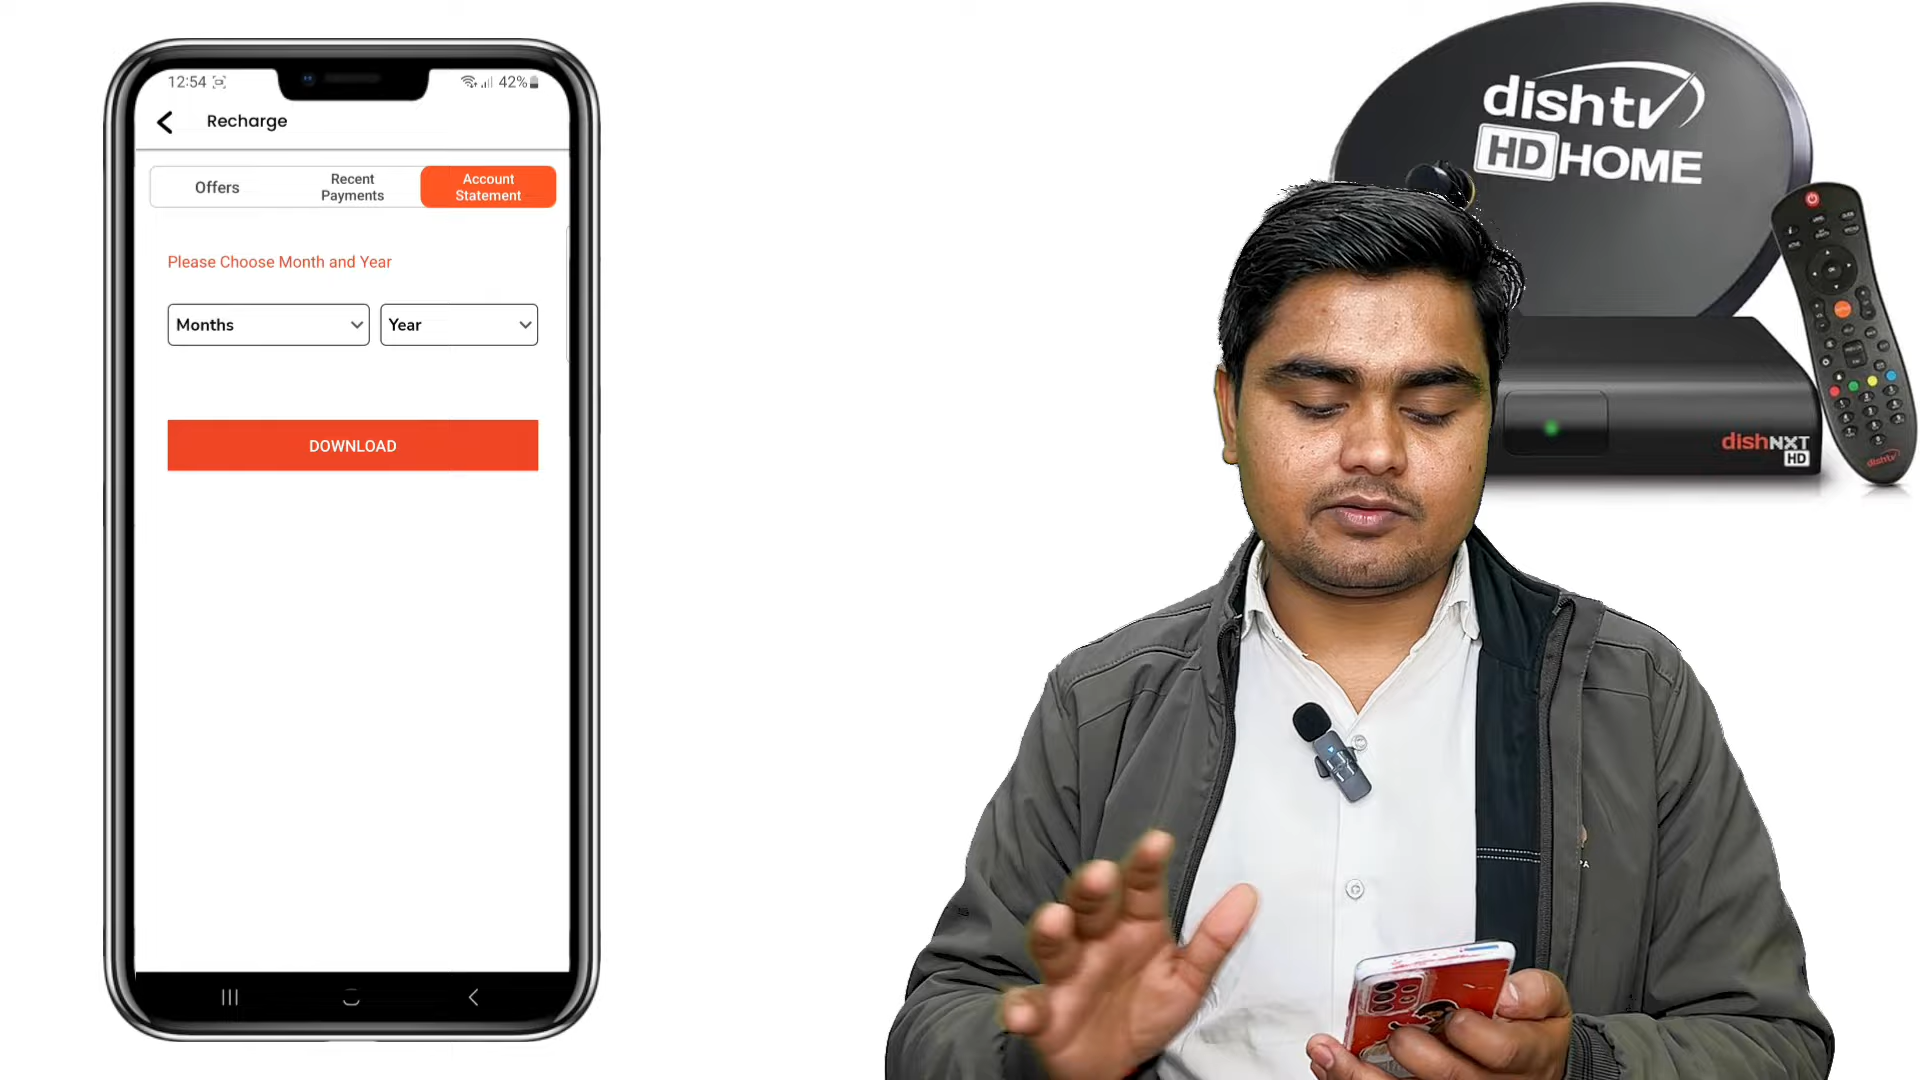 12:54
42%
Recharge
Offers
Recent
Payments
Account
Statement
Please Choose Month and Year
Months
Year
DOWNLOAD
dishtv
HD HOME
dishNXT
HD
dishtv